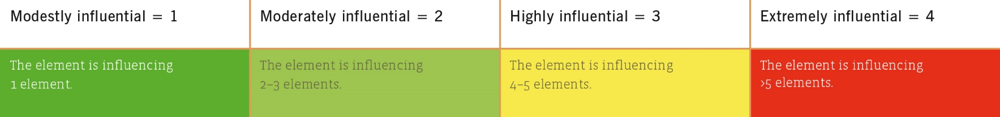 Modestly influential = 1
Moderately influential = 2
Highly influential = 3
Extremely influential = 4
The element is influencing
1 element.
The element is influencing
2–3 elements.
The element is influencing
4–5 elements.
The element is influencing
>5 elements.